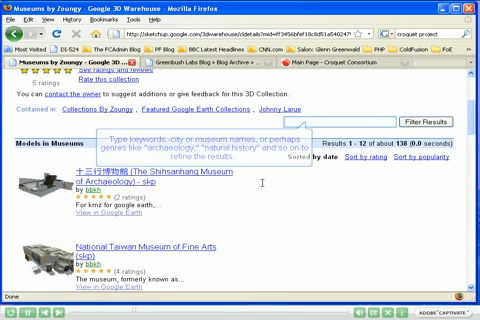 Museums by Zoungy - Google 3D Warehouse - Mozilla Firefox
File Edit View History Bookmarks Tools Help
http://sketchup.google.com/3dwarehouse/cldetails?mid=ff3456bfef18c8d51a540247
croquet project
Most Visited DI-524 The FCAdmin Blog PF Blog BBC Latest Headlines CNN.com Salon: Glenn Greenwald PHP ColdFusion FoE
Museums by Zoungy - Google 3D ... Greenbush Labs > Blog > Archive > ... Main Page - Croquet Consortium
See ratings and reviews
5 ratings
Rate this collection
You can contact the owner to suggest additions or give feedback for this 3D Collection.
Contained in: Collections By Zoungy , Featured Google Earth Collections , Johnny Larue
Filter Results
Type keywords -city or museum names, or perhaps
genres like "archaeology," "natural history" and so on-to
refine the results.
Models in Museums
Results 1 - 12 of about 138 (0.0 seconds)
Sorted by date Sort by rating Sort by popularity
十三行博物館 (The Shihsanhang Museum
of Archaeology) - skp
by bbkh
(2 ratings)
For kmz for google earth,...
View in Google Earth
National Taiwan Museum of Fine Arts
(skp)
by bbkh
(4 ratings)
The museum, formerly known as...
View in Google Earth
Done
ADOBE CAPTIVATE